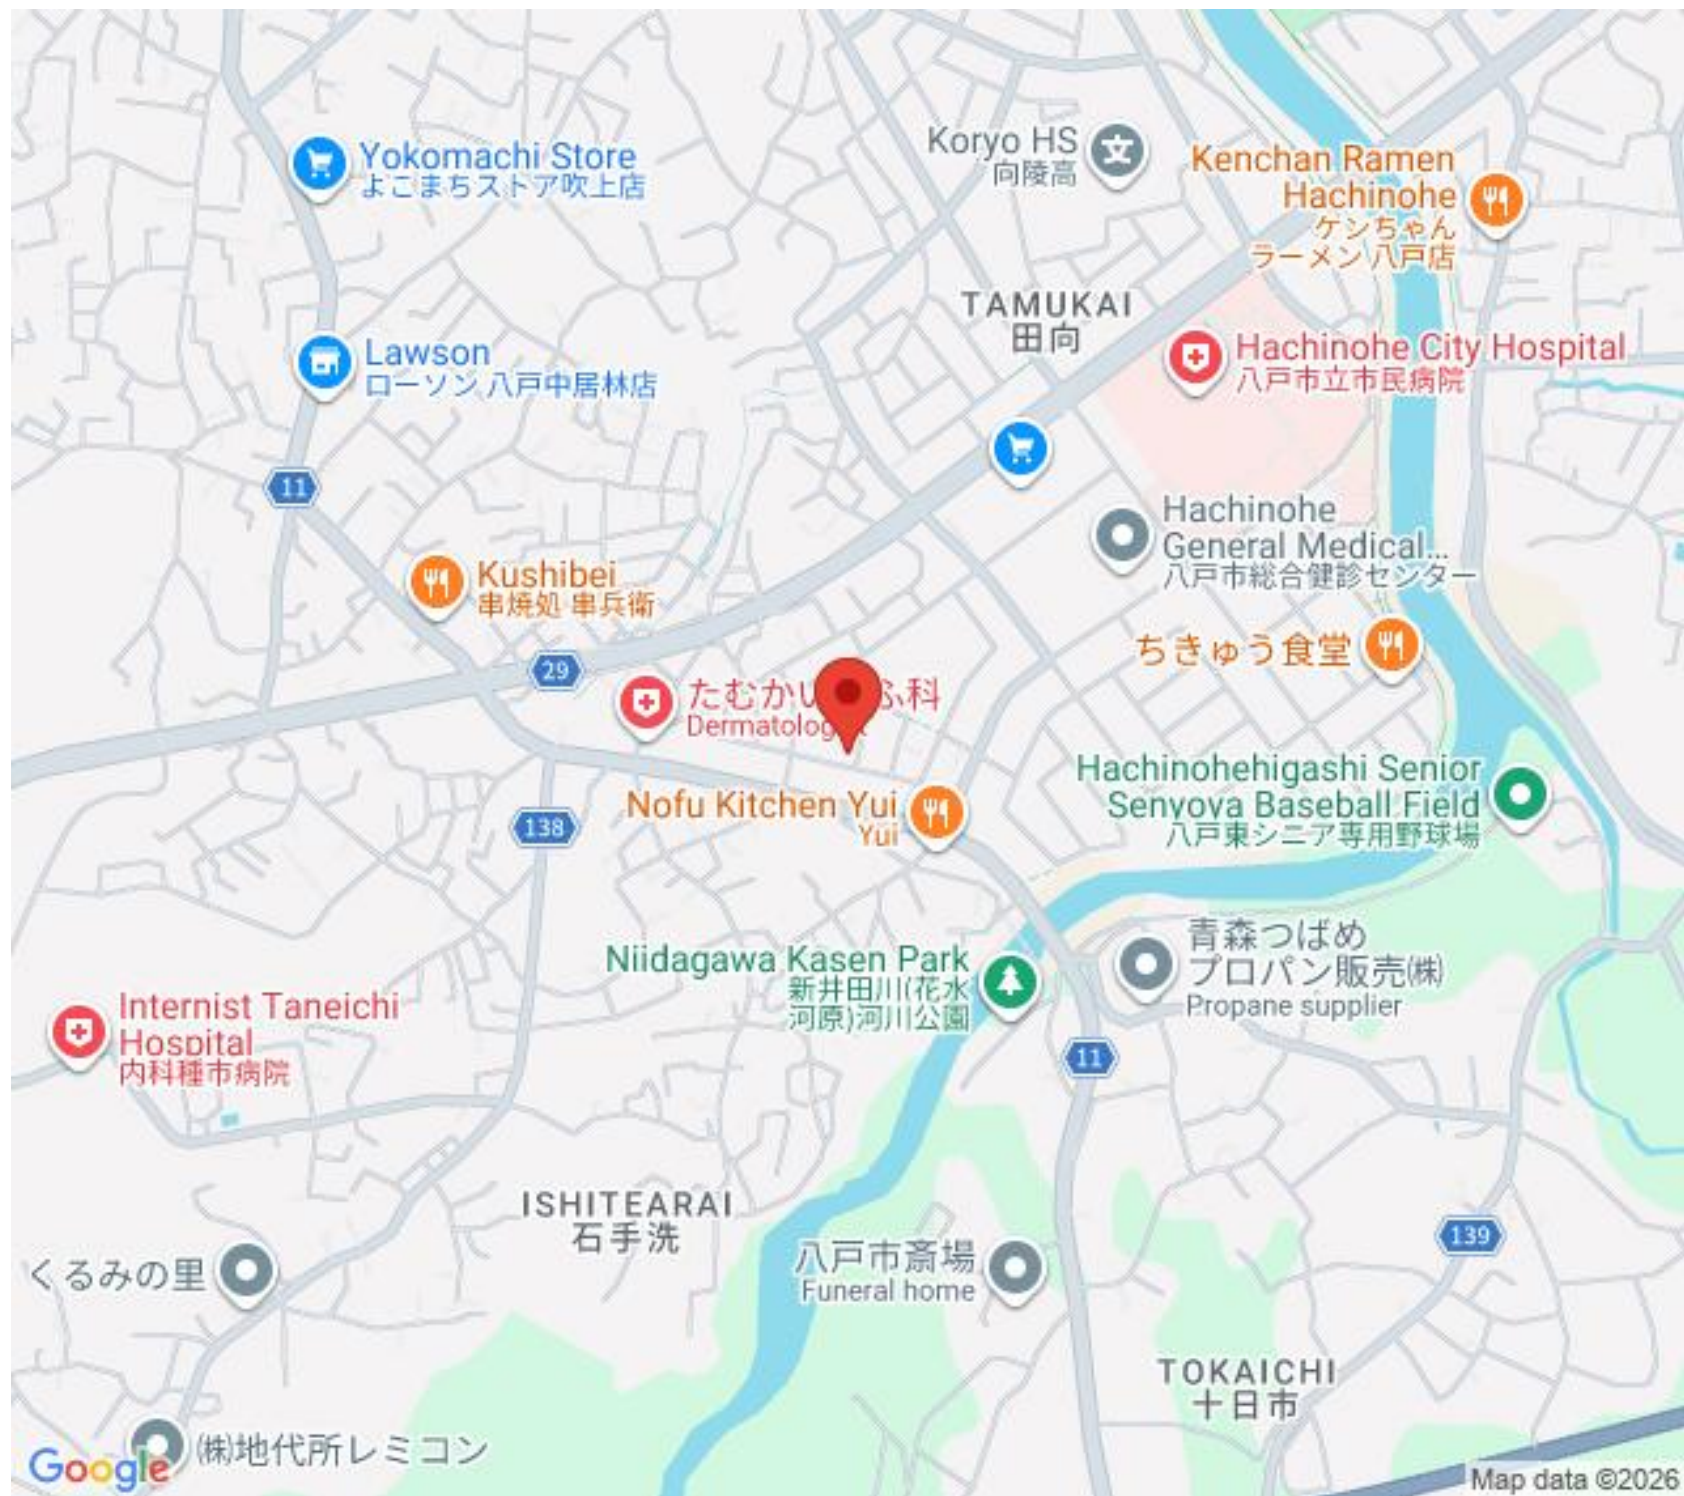 Koryo HS
向陵高
Yokomachi Store
よこまちストア吹上店
Kenchan Ramen
Hachinohe
ケンちゃん
ラーメン 八戸店
TAMUKAI
田向
Lawson
ローソン 八戸中居林店
Hachinohe City Hospital
八戸市立市民病院
11
Hachinohe
General Medical...
八戸市総合健診センター
Kushibei
串焼処 串兵衛
ちきゅう食堂
29
たむかい ふ科
Dermatologist
Hachinohehigashi Senior
Senyova Baseball Field
八戸東シニア専用野球場
Nofu Kitchen Yui
Yui
138
青森つばめ
プロパン販売㈱
Propane supplier
Niidagawa Kasen Park
新井田川(花水
河原)河川公園
Internist Taneichi
Hospital
内科種市病院
11
ISHITEARAI
石手洗
139
八戸市斎場
Funeral home
くるみの里
TOKAICHI
十日市
㈱地代所レミコン
Google
Map data ©2026